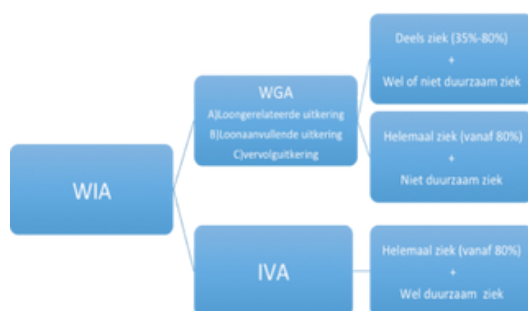 WIA
WGA
A)Loongerelateerde uitkering
B)Loonaanvullende uitkering
C)vervolguitkering
Deels ziek (35%-80%)
+
Wel of niet duurzaam ziek
Helemaal ziek (vanaf 80%)
+
Niet duurzaam ziek
IVA
Helemaal ziek (vanaf 80%)
+
Wel duurzaam ziek